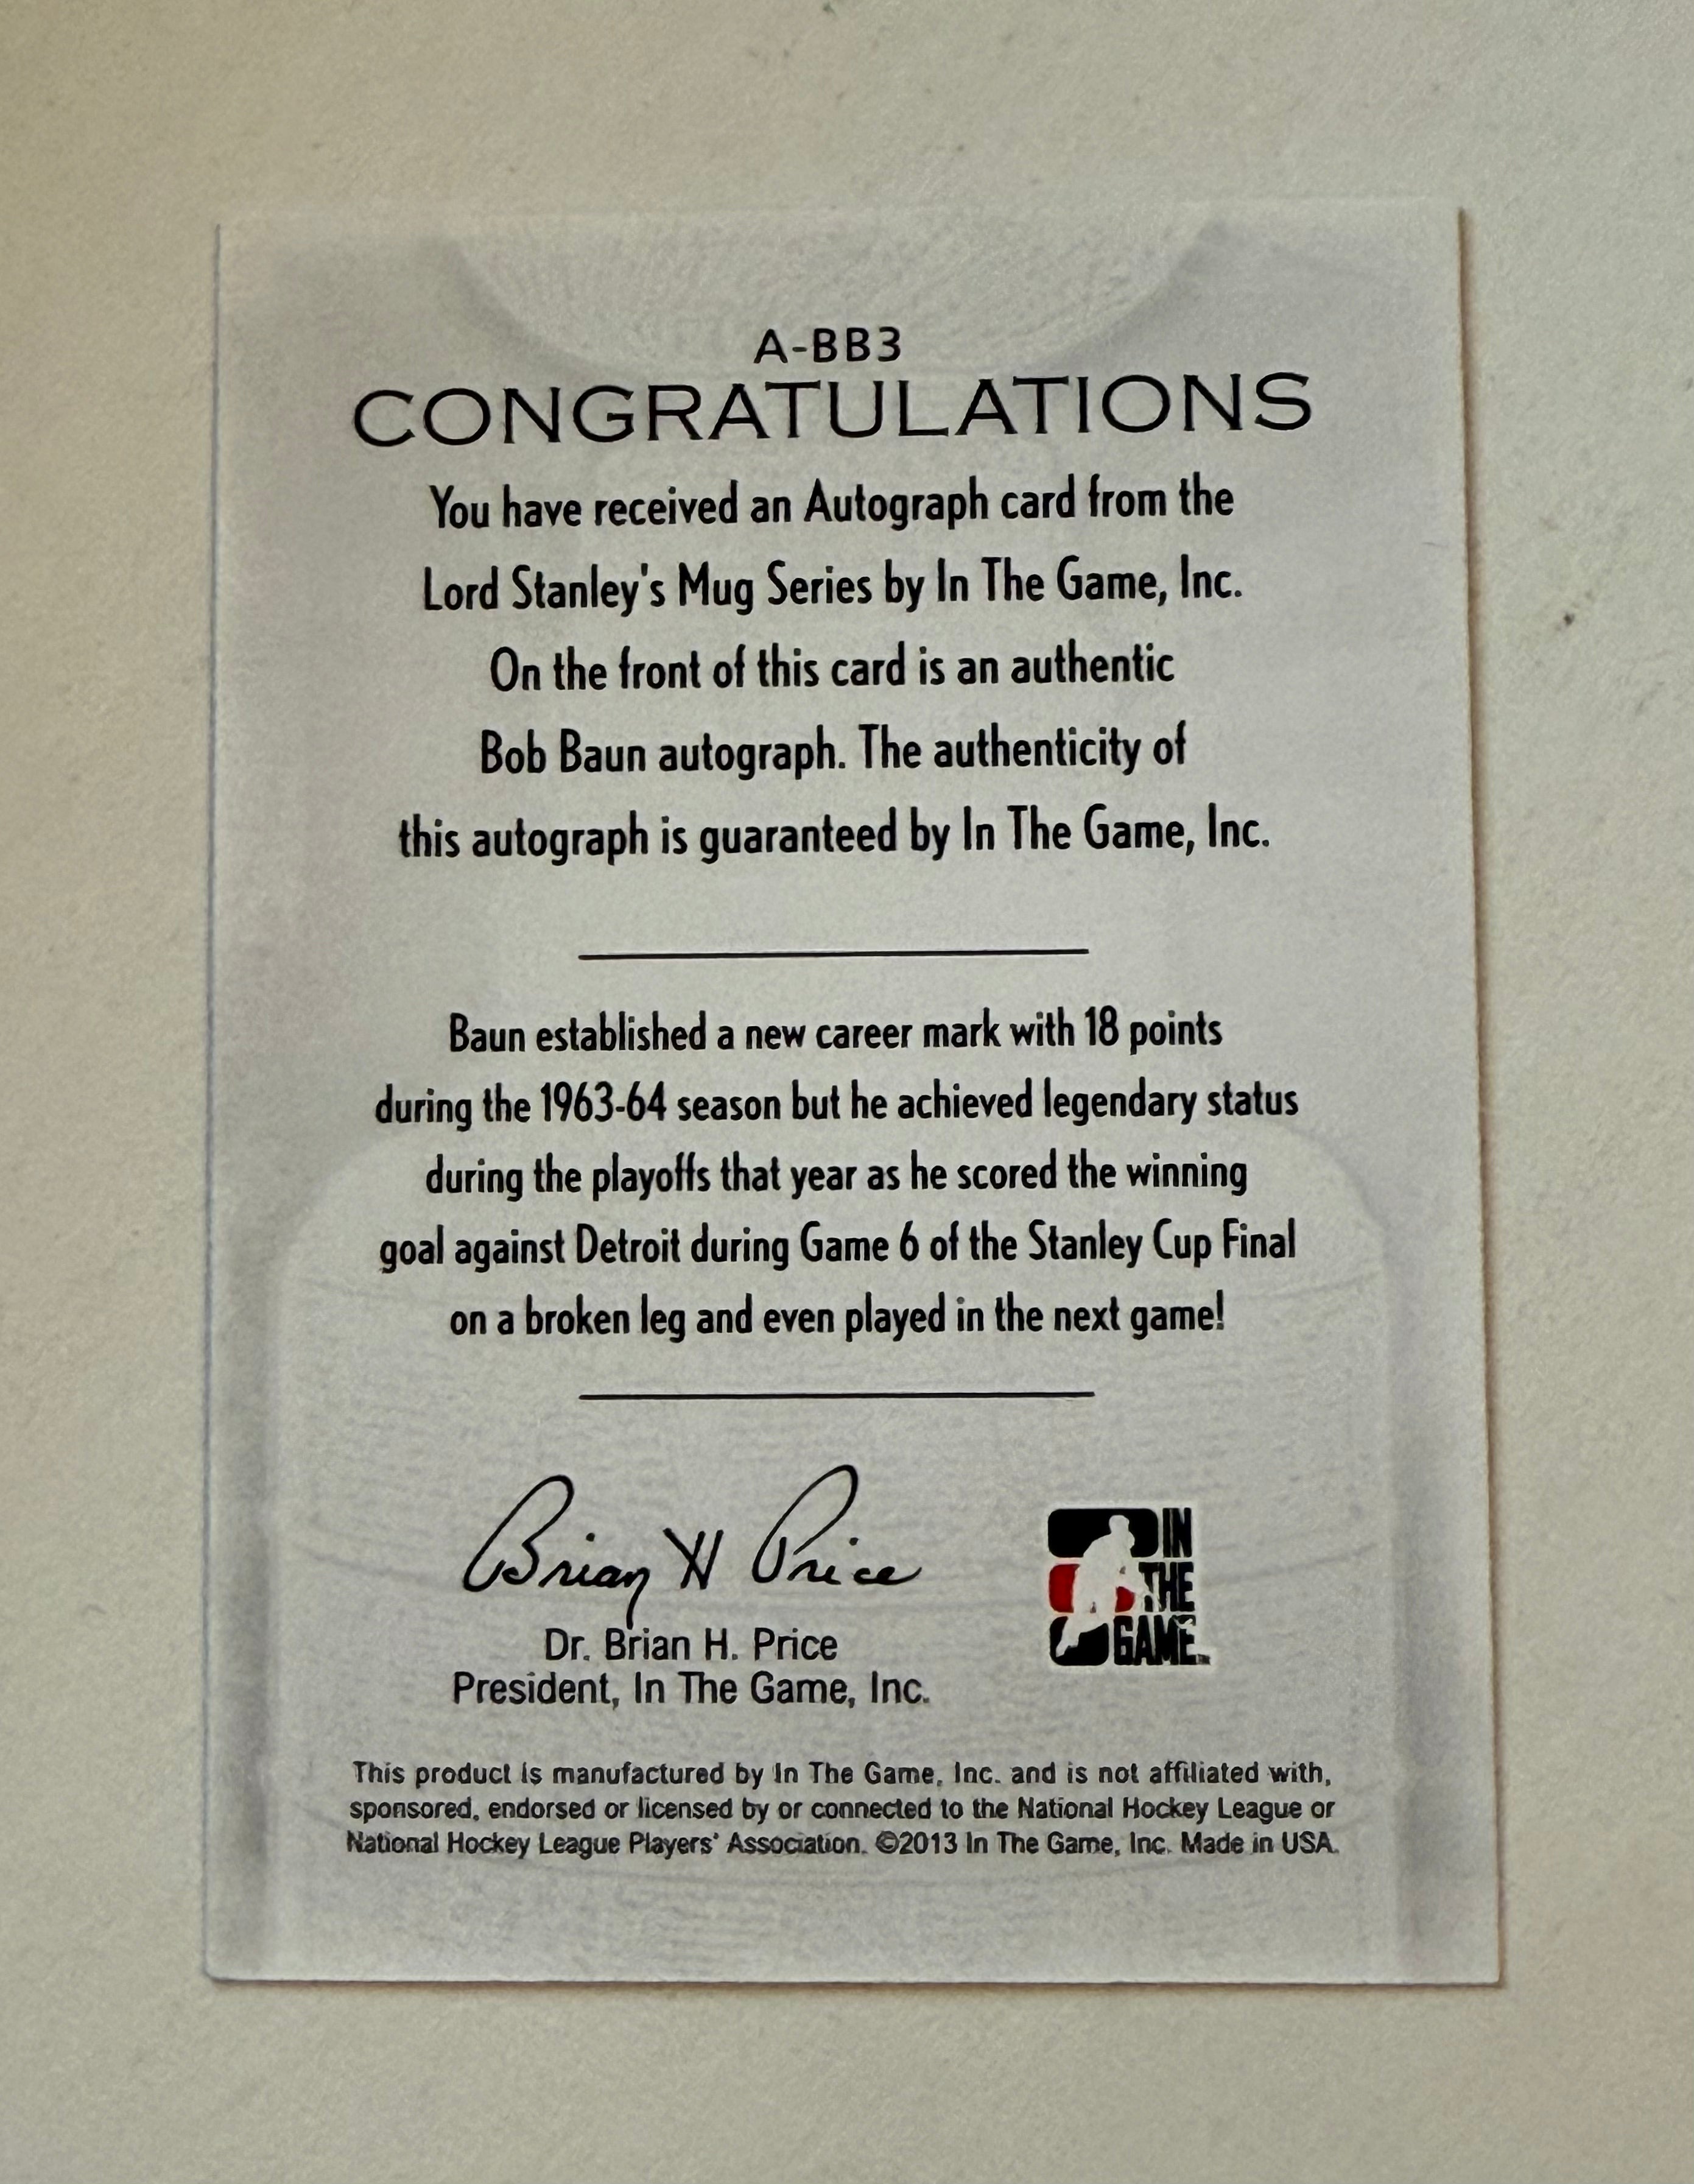 A-BB3
CONGRATULATIONS
You have received an Autograph card from the
Lord Stanley's Mug Series by In The Game, Inc.
On the front of this card is an authentic
Bob Baun autograph. The authenticity of
this autograph is guaranteed by In The Game, Inc.
Baun established a new career mark with 18 points
during the 1963-64 season but he achieved legendary status
during the playoffs that year as he scored the winning
goal against Detroit during Game 6 of the Stanley Cup Final
on a broken leg and even played in the next game!
Brian H Price
Dr. Brian H. Price
President, In The Game, Inc.
IN
THE
GAME
This product is manufactured by In The Game, Inc. and is not affiliated with,
sponsored, endorsed or licensed by or connected to the National Hockey League or
National Hockey League Players' Association. ©2013 In The Game, Inc. Made in USA.